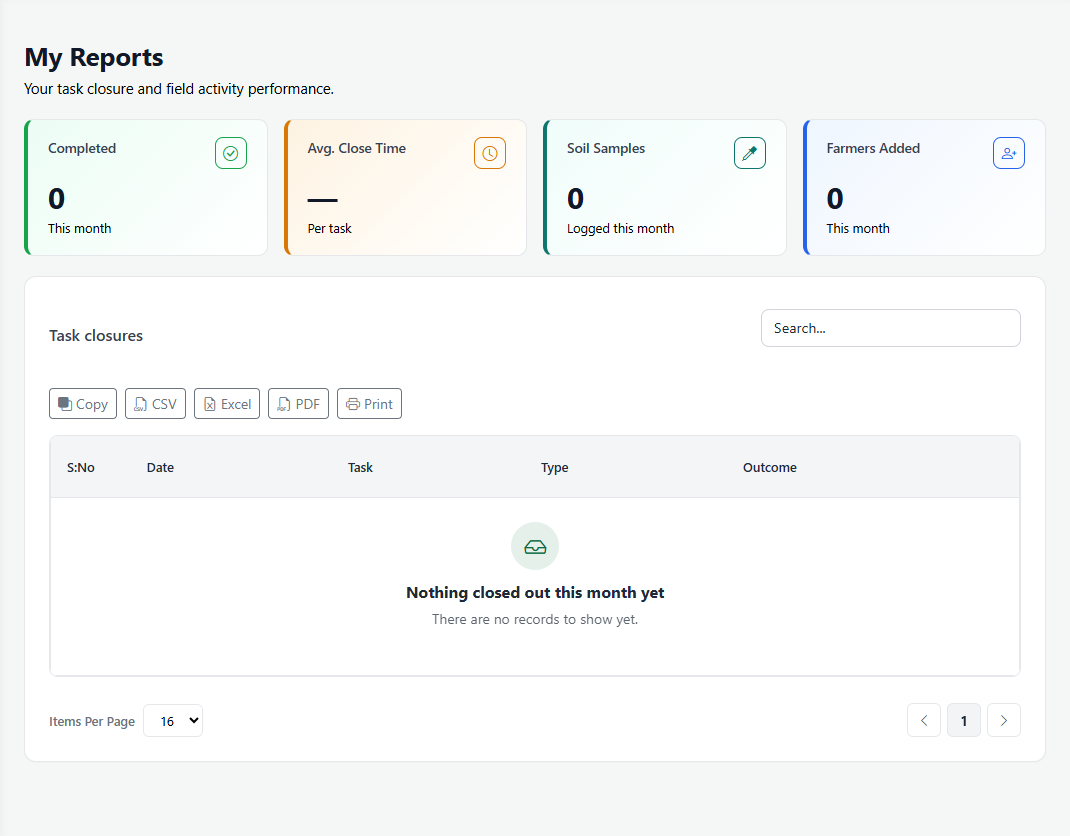 My Reports
Your task closure and field activity performance.
Completed
0
This month
Avg. Close Time
—
Per task
Soil Samples
0
Logged this month
Farmers Added
0
This month
Task closures
Search...
Copy CSV Excel PDF Print
S:No Date Task Type Outcome
Nothing closed out this month yet
There are no records to show yet.
Items Per Page 16
1